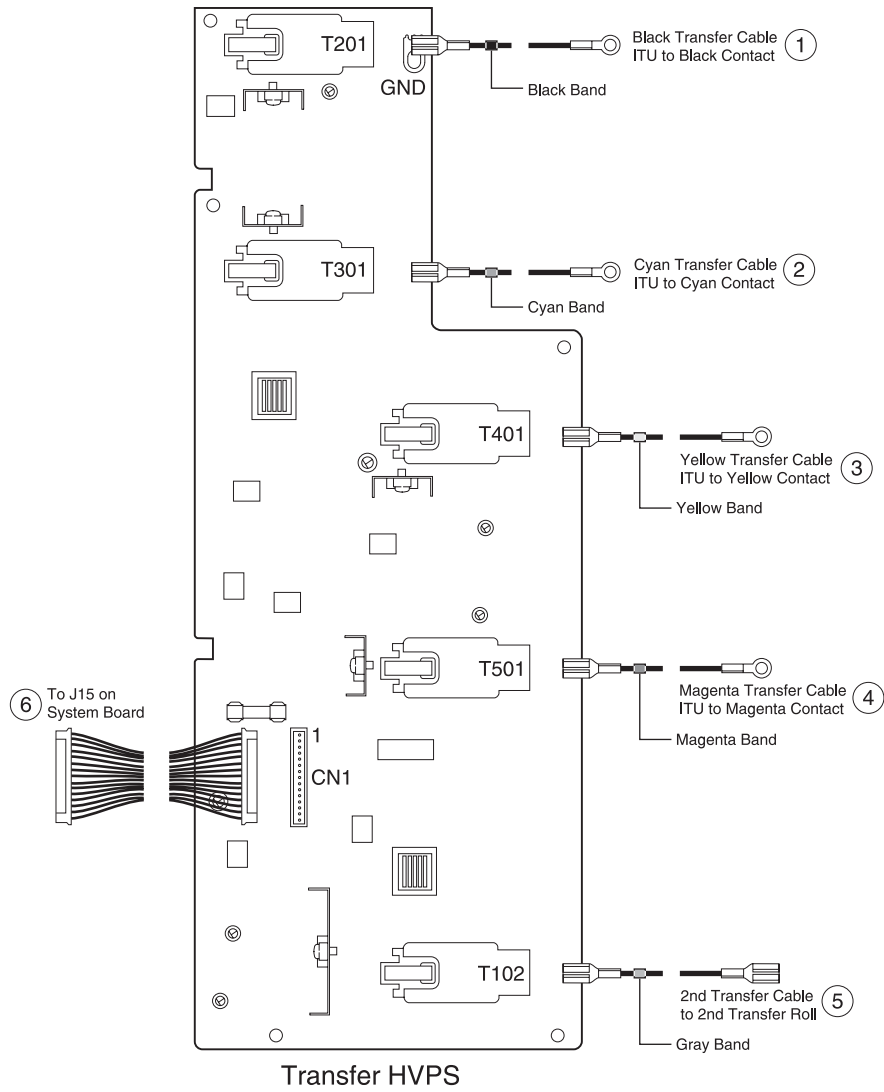 T201
GND
Black Transfer Cable
ITU to Black Contact
1
Black Band
T301
Cyan Transfer Cable
ITU to Cyan Contact
2
Cyan Band
T401
Yellow Transfer Cable
ITU to Yellow Contact
3
Yellow Band
T501
Magenta Transfer Cable
ITU to Magenta Contact
4
Magenta Band
6
To J15 on
System Board
1
CN1
T102
2nd Transfer Cable
to 2nd Transfer Roll
5
Gray Band
Transfer HVPS